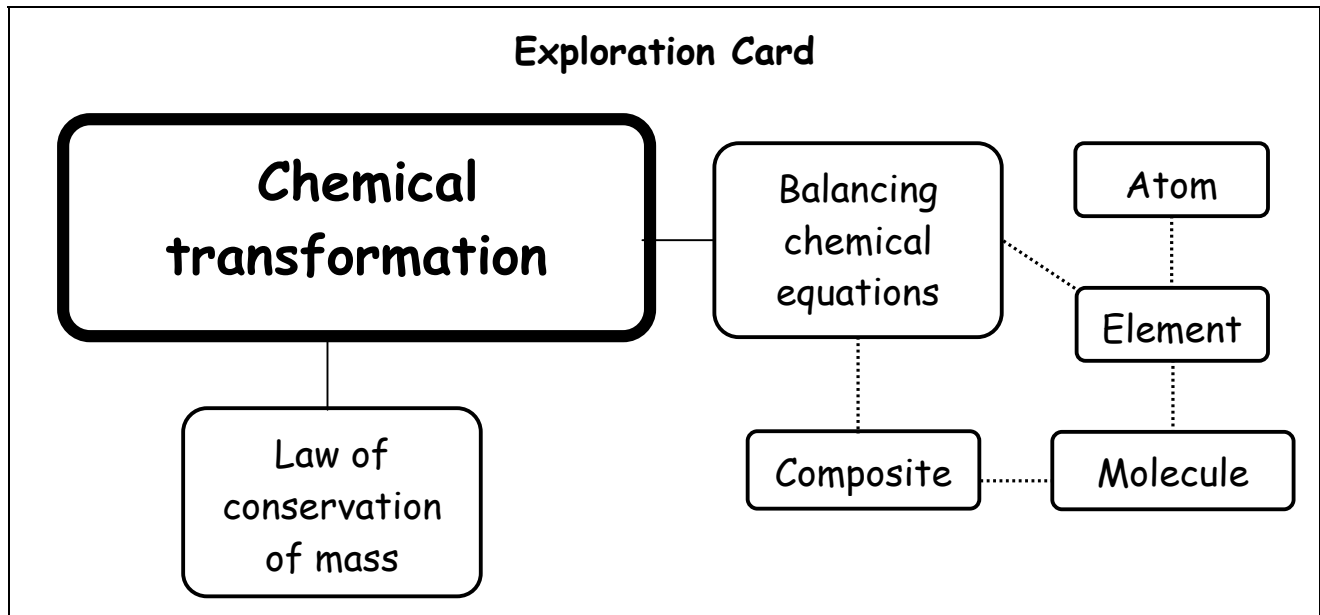 Exploration Card
Chemical
transformation
Balancing
chemical
equations
Atom
Element
Composite
Molecule
Law of
conservation
of mass